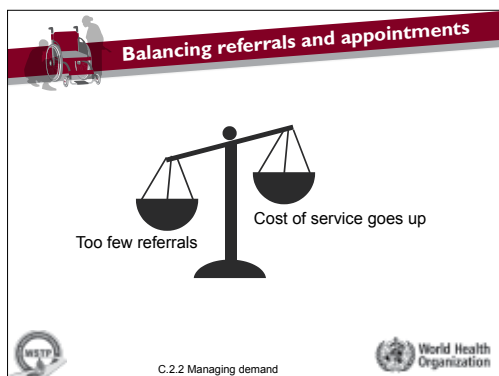 Balancing referrals and appointments
Cost of service goes up
Too few referrals
WSTP
C.2.2 Managing demand
World Health
Organization